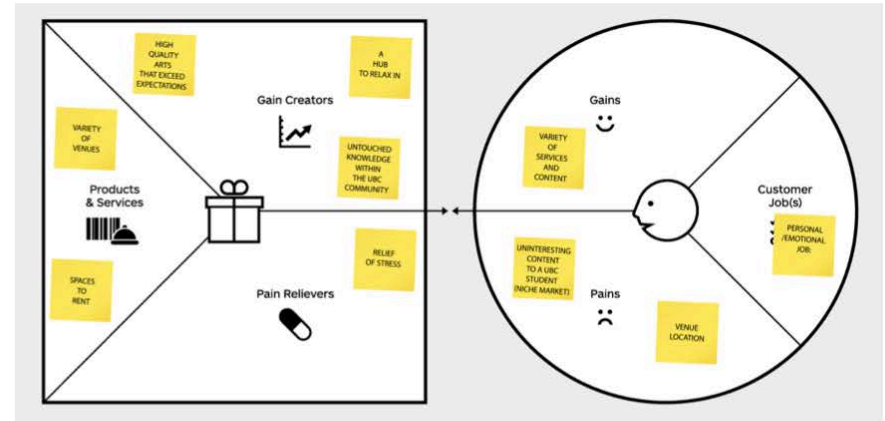 HIGH
QUALITY
ARTS
THAT EXCEED
EXPECTATIONS
A
HUB
TO RELAX IN
Gain Creators
VARIETY
OF
VENUES
UNTOUCHED
KNOWLEDGE
WITHIN
THE UBC
COMMUNITY
Products
& Services
SPACES
TO
RENT
RELIEF
OF STRESS
Pain Relievers
Gains
VARIETY
OF
SERVICES
AND
CONTENT
Customer
Job(s)
PERSONAL
/EMOTIONAL
JOB:
UNINTERESTING
CONTENT
TO A UBC
STUDENT
(NICHE MARKET)
Pains
VENUE
LOCATION